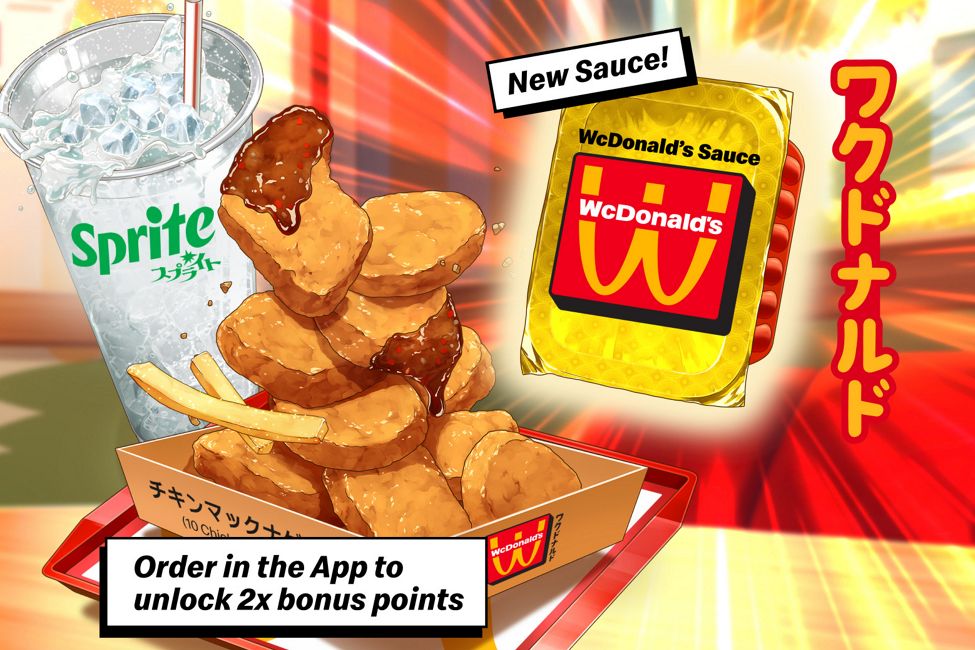 New Sauce!
WcDonald's Sauce
WcDonald's
ワクドナルド
Sprite
スプライト
チキンマックナゲ
(10 Chic
WcDonald's
ワクドナルド
Order in the App to
unlock 2x bonus points